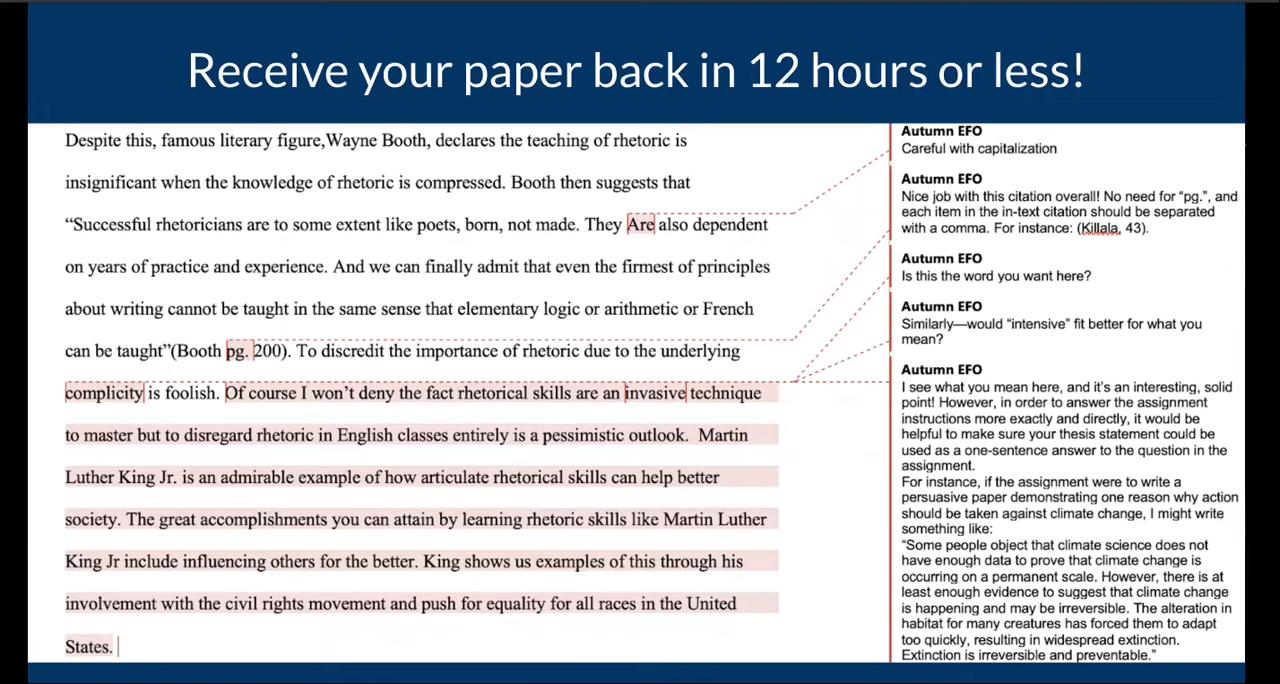 Receive your paper back in 12 hours or less!
Despite this, famous literary figure,Wayne Booth, declares the teaching of rhetoric is
insignificant when the knowledge of rhetoric is compressed. Booth then suggests that
“Successful rhetoricians are to some extent like poets, born, not made. They Are also dependent
on years of practice and experience. And we can finally admit that even the firmest of principles
about writing cannot be taught in the same sense that elementary logic or arithmetic or French
can be taught”(Booth pg. 200). To discredit the importance of rhetoric due to the underlying
complicity is foolish. Of course I won’t deny the fact rhetorical skills are an invasive technique
to master but to disregard rhetoric in English classes entirely is a pessimistic outlook.  Martin
Luther King Jr. is an admirable example of how articulate rhetorical skills can help better
society. The great accomplishments you can attain by learning rhetoric skills like Martin Luther
King Jr include influencing others for the better. King shows us examples of this through his
involvement with the civil rights movement and push for equality for all races in the United
States.
Autumn EFO
Careful with capitalization
Autumn EFO
Nice job with this citation overall! No need for “pg.”, and
each item in the in-text citation should be separated
with a comma. For instance: (Killala, 43).
Autumn EFO
Is this the word you want here?
Autumn EFO
Similarly—would “intensive” fit better for what you
mean?
Autumn EFO
I see what you mean here, and it’s an interesting, solid
point! However, in order to answer the assignment
instructions more exactly and directly, it would be
helpful to make sure your thesis statement could be
used as a one-sentence answer to the question in the
assignment.
For instance, if the assignment were to write a
persuasive paper demonstrating one reason why action
should be taken against climate change, I might write
something like:
“Some people object that climate science does not
have enough data to prove that climate change is
occurring on a permanent scale. However, there is at
least enough evidence to suggest that climate change
is happening and may be irreversible. The alteration in
habitat for many creatures has forced them to adapt
too quickly, resulting in widespread extinction.
Extinction is irreversible and preventable.”